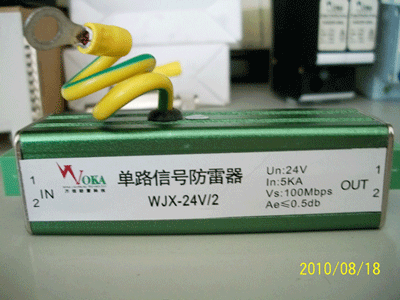 WOKA
单路信号防雷器
WJX-24V/2
1
IN
2
Un:24V
In:5KA
Vs:100Mbps
Ae≤0.5db
1
OUT
2
2010/08/18